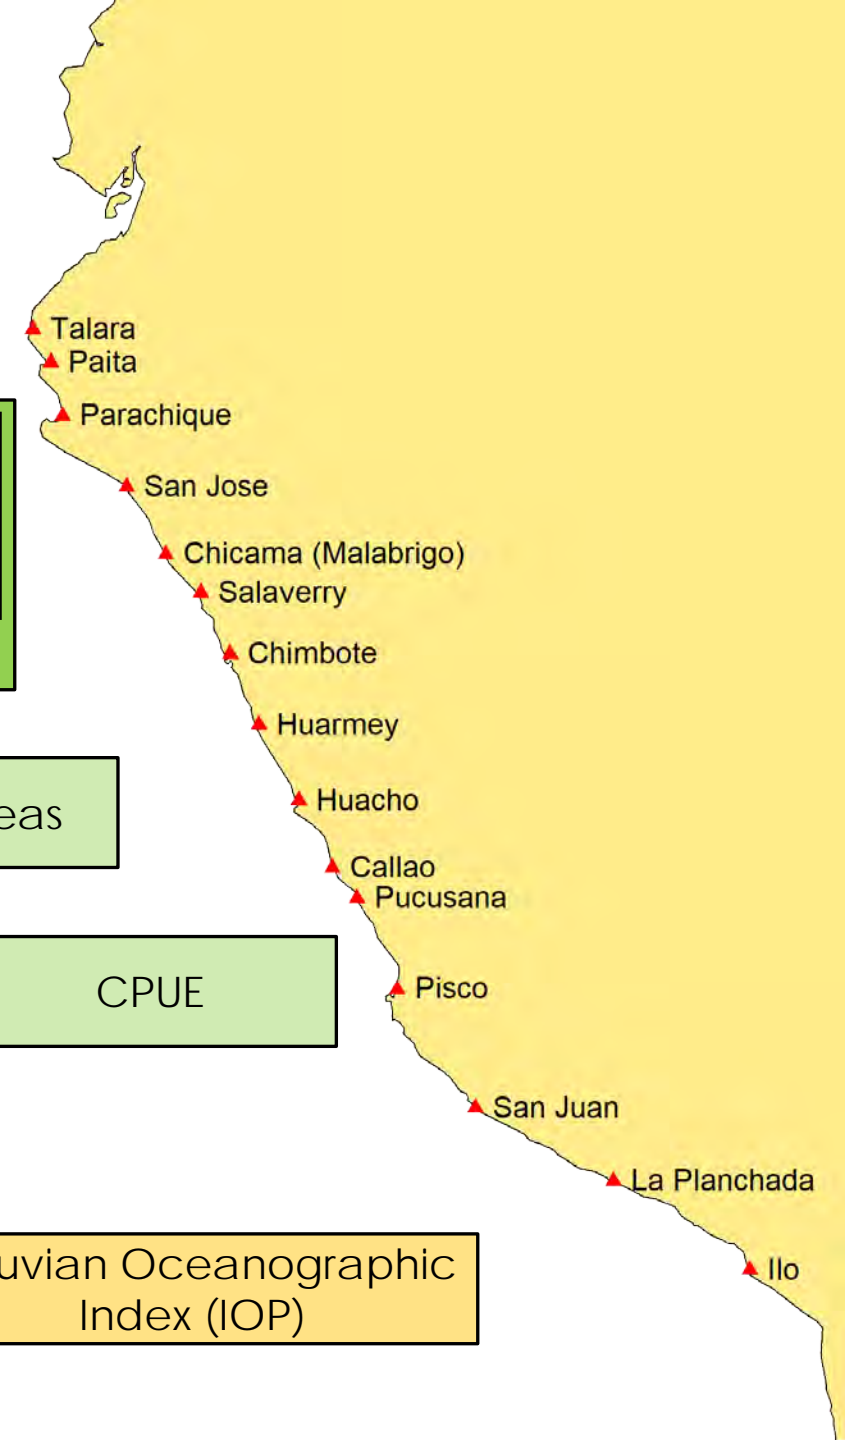 Talara
Paita
Parachique
San Jose
Chicama (Malabrigo)
Salaverry
Chimbote
Huarmey
Huacho
eas
Callao
Pucusana
CPUE
Pisco
San Juan
La Planchada
uvian Oceanographic
Index (IOP)
Ilo